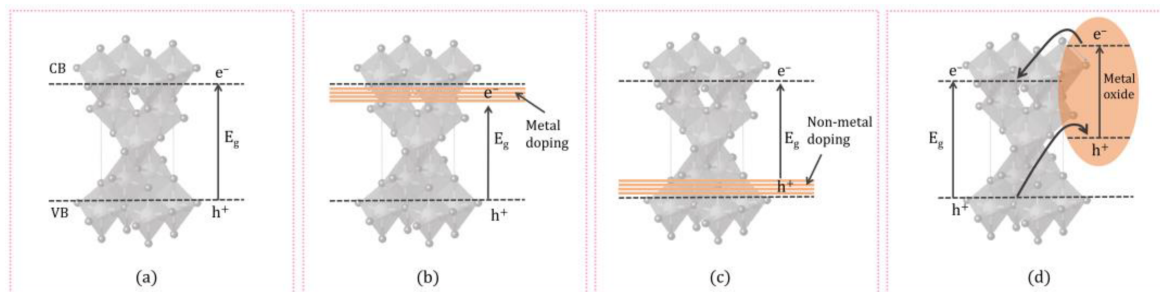 CB
e⁻
E_g
VB
h⁺
(a)
e⁻
e⁻
Metal
doping
E_g
h⁺
(b)
e⁻
Non-metal
doping
E_g
h⁺
(c)
e⁻
e⁻
Metal
oxide
h⁺
E_g
h⁺
(d)